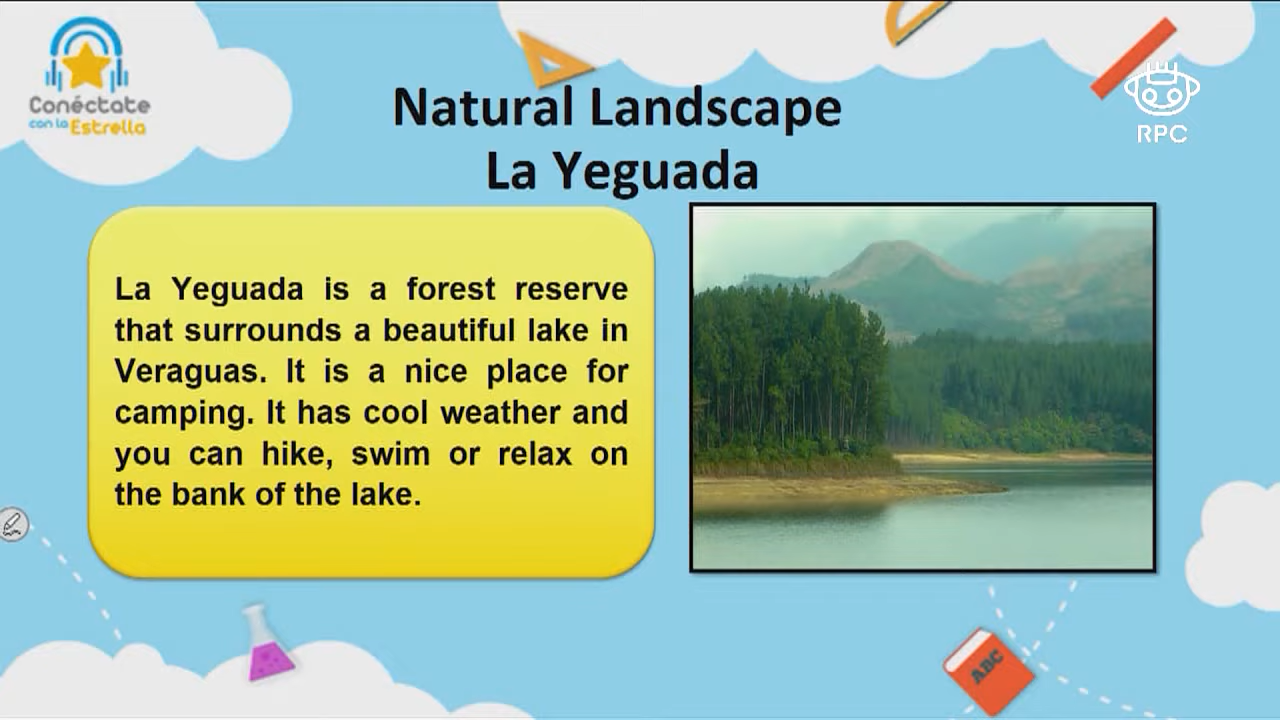 Conéctate
con la Estrella
RPC
Natural Landscape
La Yeguada
La Yeguada is a forest reserve
that surrounds a beautiful lake in
Veraguas. It is a nice place for
camping. It has cool weather and
you can hike, swim or relax on
the bank of the lake.
ABC